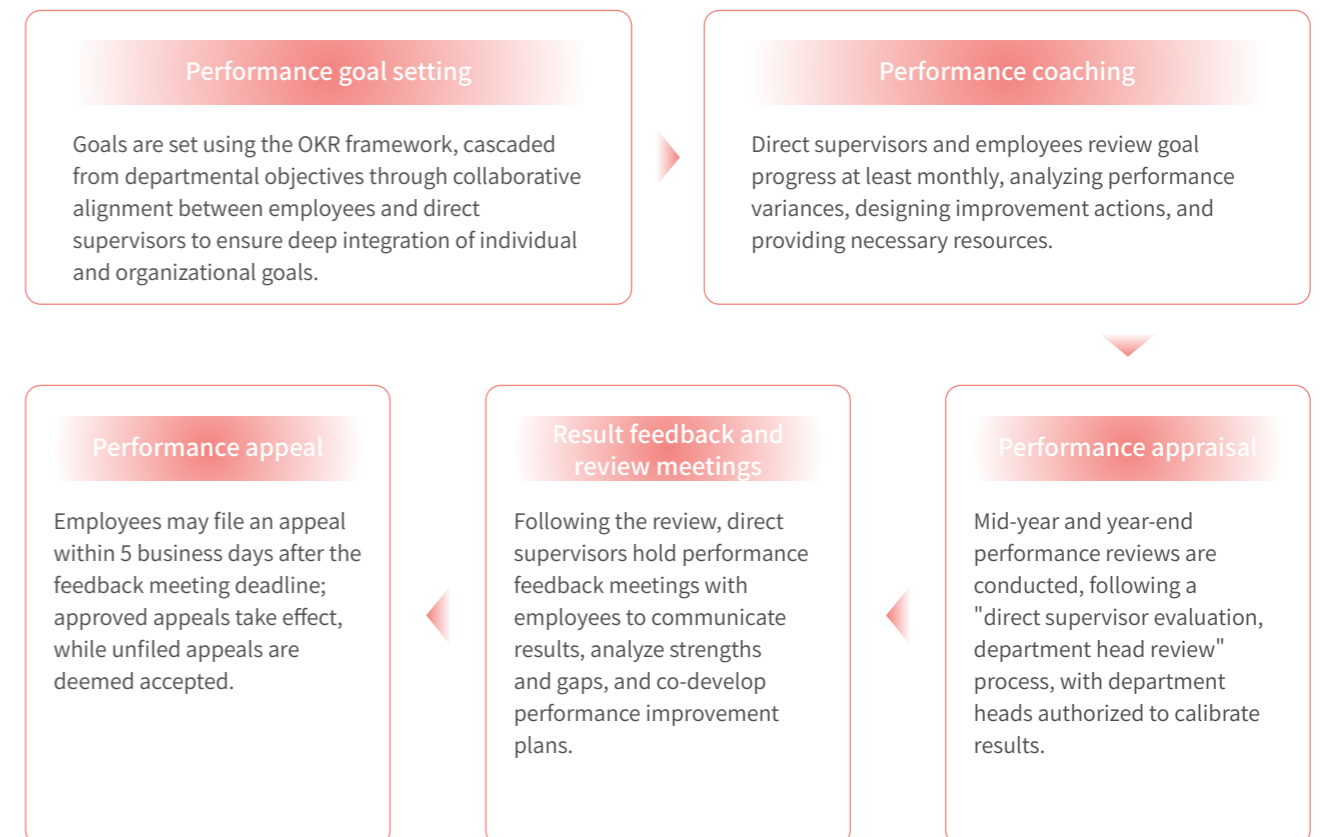 Performance goal setting
Goals are set using the OKR framework, cascaded
from departmental objectives through collaborative
alignment between employees and direct
supervisors to ensure deep integration of individual
and organizational goals.
Performance coaching
Direct supervisors and employees review goal
progress at least monthly, analyzing performance
variances, designing improvement actions, and
providing necessary resources.
Performance appraisal
Mid-year and year-end
performance reviews are
conducted, following a
"direct supervisor evaluation,
department head review"
process, with department
heads authorized to calibrate
results.
Result feedback and
review meetings
Following the review, direct
supervisors hold performance
feedback meetings with
employees to communicate
results, analyze strengths
and gaps, and co-develop
performance improvement
plans.
Performance appeal
Employees may file an appeal
within 5 business days after the
feedback meeting deadline;
approved appeals take effect,
while unfiled appeals are
deemed accepted.